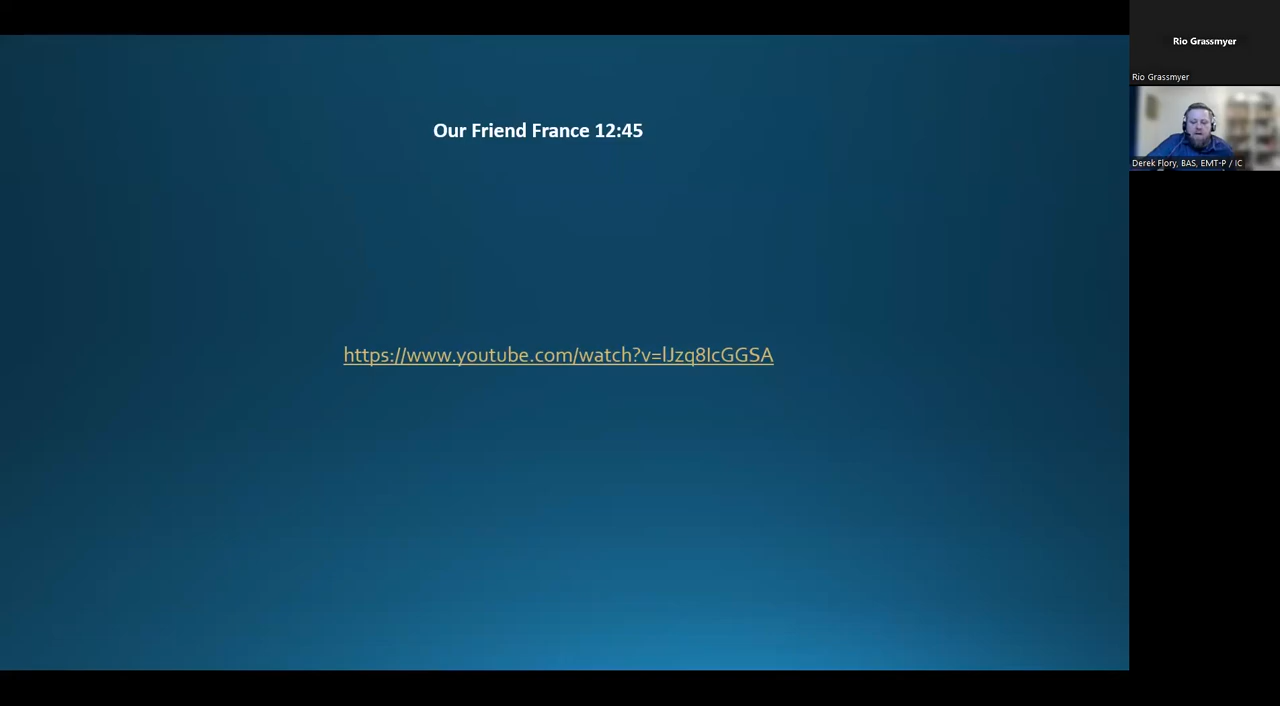 Our Friend France 12:45
https://www.youtube.com/watch?v=lJzq8IcGGSA
Rio Grassmyer
Rio Grassmyer
Derek Flory, BAS, EMT-P / IC